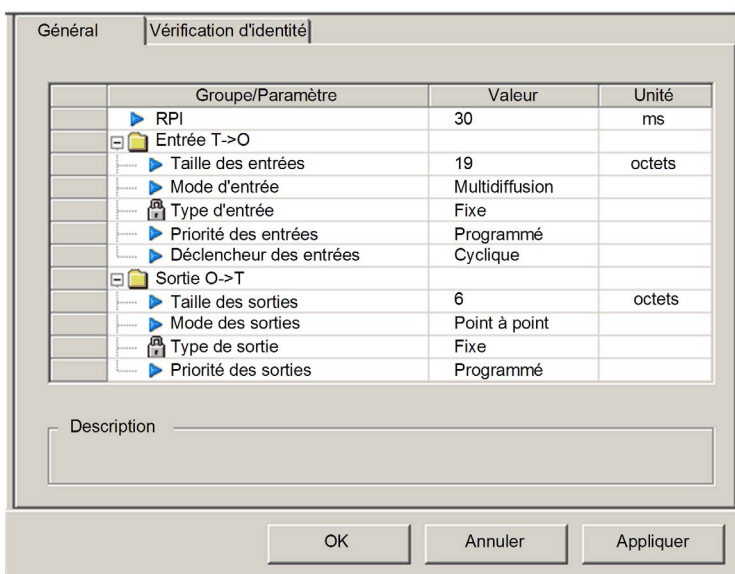 Général Vérification d'identité
Groupe/Paramètre Valeur Unité
RPI 30 ms
Entrée T->O
Taille des entrées 19 octets
Mode d'entrée Multidiffusion
Type d'entrée Fixe
Priorité des entrées Programmé
Déclencheur des entrées Cyclique
Sortie O->T
Taille des sorties 6 octets
Mode des sorties Point à point
Type de sortie Fixe
Priorité des sorties Programmé
Description
OK Annuler Appliquer